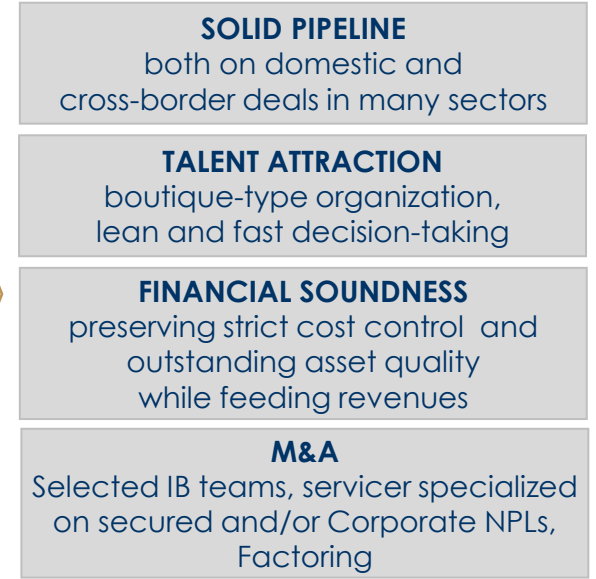 SOLID PIPELINE
both on domestic and
cross-border deals in many sectors
TALENT ATTRACTION
boutique-type organization,
lean and fast decision-taking
FINANCIAL SOUNDNESS
preserving strict cost control and
outstanding asset quality
while feeding revenues
M&A
Selected IB teams, servicer specialized
on secured and/or Corporate NPLs,
Factoring